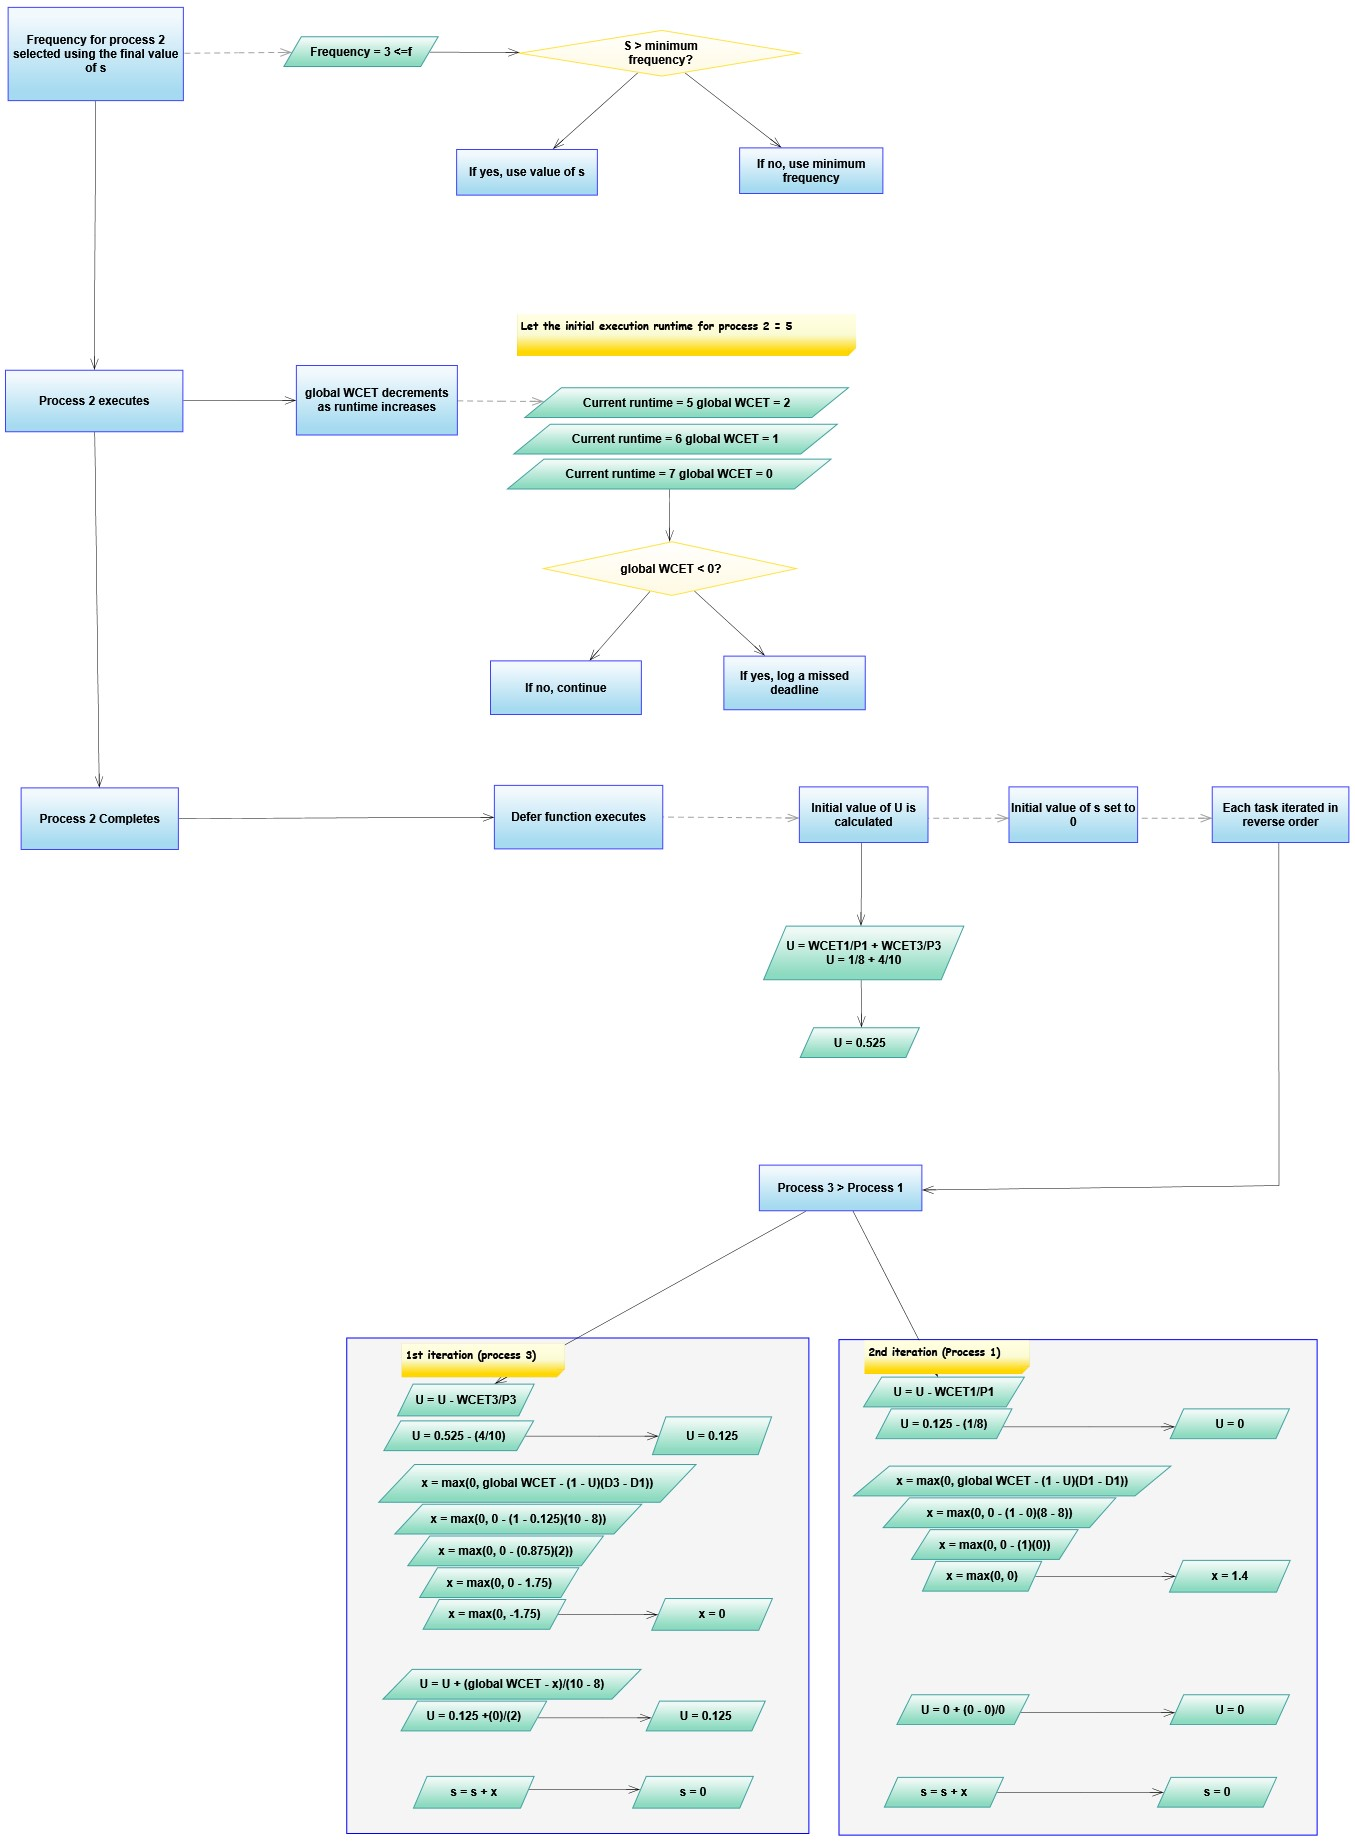 Frequency for process 2
selected using the final value
of s
Frequency = 3 <=f
S > minimum
frequency?
If yes, use value of s
If no, use minimum
frequency
Let the initial execution runtime for process 2 = 5
Process 2 executes
global WCET decrements
as runtime increases
Current runtime = 5 global WCET = 2
Current runtime = 6 global WCET = 1
Current runtime = 7 global WCET = 0
global WCET < 0?
If no, continue
If yes, log a missed
deadline
Process 2 Completes
Defer function executes
Initial value of U is
calculated
Initial value of s set to
0
Each task iterated in
reverse order
U = WCET1/P1 + WCET3/P3
U = 1/8 + 4/10
U = 0.525
Process 3 > Process 1
1st iteration (process 3)
U = U - WCET3/P3
U = 0.525 - (4/10)
U = 0.125
x = max(0, global WCET - (1 - U)(D3 - D1))
x = max(0, 0 - (1 - 0.125)(10 - 8))
x = max(0, 0 - (0.875)(2))
x = max(0, 0 - 1.75)
x = max(0, -1.75)
x = 0
U = U + (global WCET - x)/(10 - 8)
U = 0.125 +(0)/(2)
U = 0.125
s = s + x
s = 0
2nd iteration (Process 1)
U = U - WCET1/P1
U = 0.125 - (1/8)
U = 0
x = max(0, global WCET - (1 - U)(D1 - D1))
x = max(0, 0 - (1 - 0)(8 - 8))
x = max(0, 0 - (1)(0))
x = max(0, 0)
x = 1.4
U = 0 + (0 - 0)/0
U = 0
s = s + x
s = 0